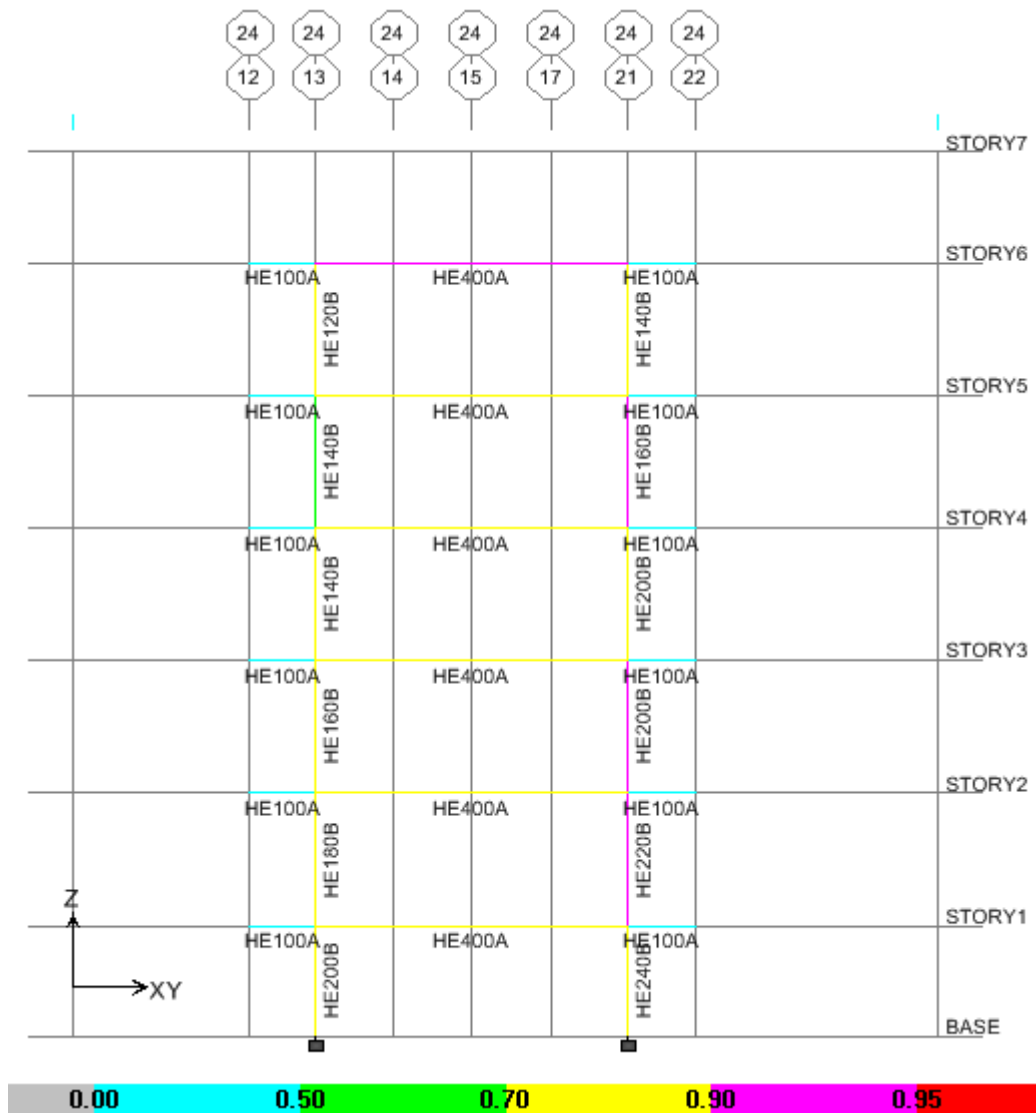 24 24 24 24 24 24 24
12 13 14 15 17 21 22
STORY7
STORY6
HE100A HE400A HE100A
HE120B HE140B
STORY5
HE100A HE400A HE100A
HE140B HE160B
STORY4
HE100A HE400A HE100A
HE140B HE200B
STORY3
HE100A HE400A HE100A
HE160B HE200B
STORY2
HE100A HE400A HE100A
HE180B HE220B
STORY1
HE100A HE400A HE100A
HE200B HE240B
Z
XY
BASE
0.00 0.50 0.70 0.90 0.95